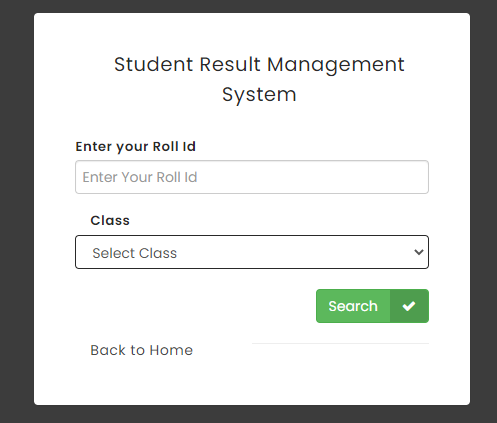 Student Result Management
System
Enter your Roll Id
Enter Your Roll Id
Class
Select Class
Search
Back to Home